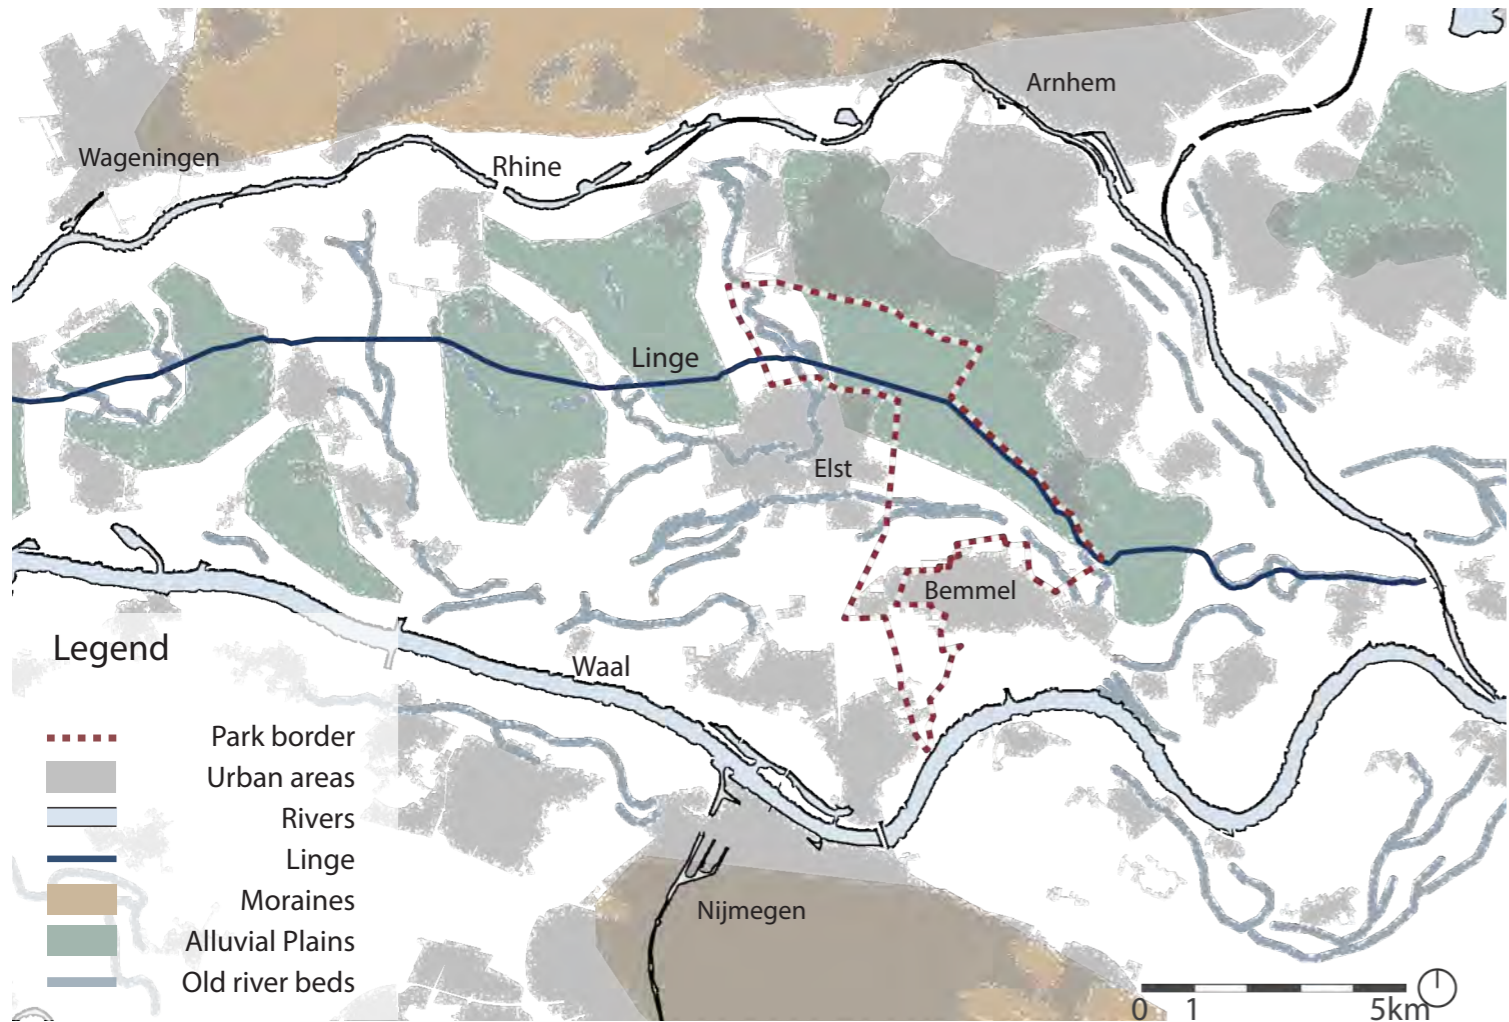 Arnhem
Wageningen
Rhine
Linge
Elst
Bemmel
Waal
Nijmegen
Legend
Park border
Urban areas
Rivers
Linge
Moraines
Alluvial Plains
Old river beds
0 1 5km